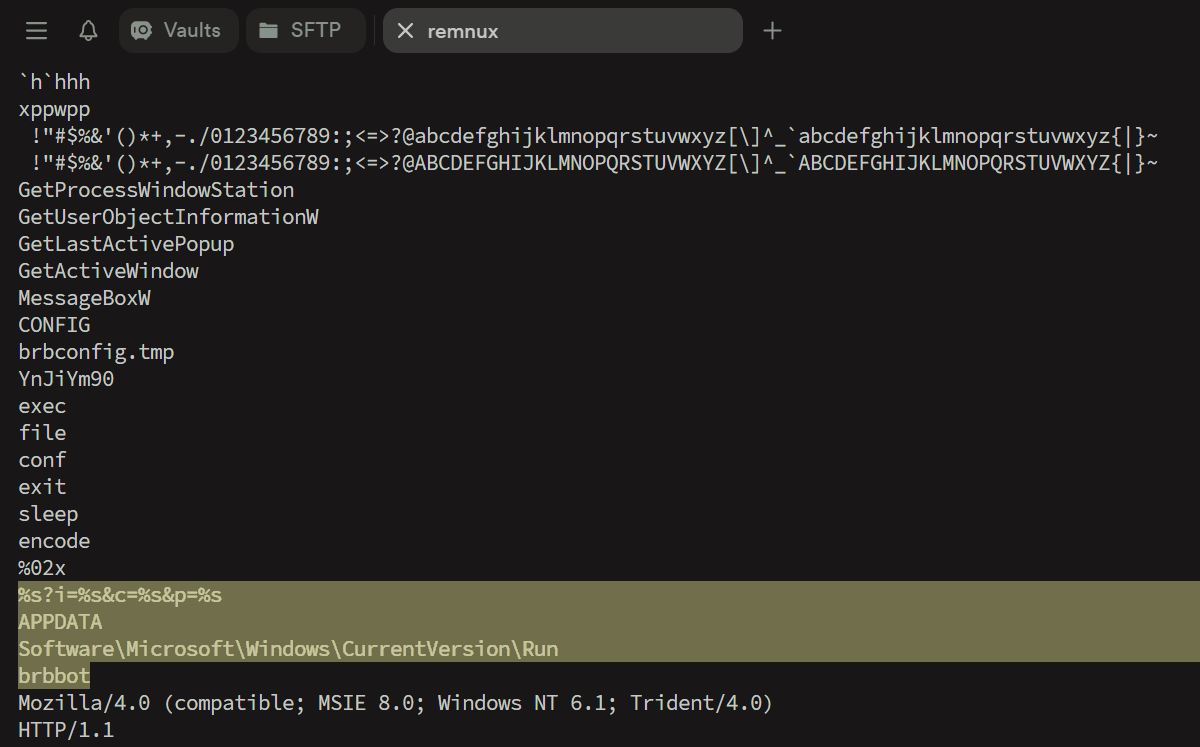 Vaults SFTP remnux
`h`hhh
xppwpp
 !"#$%&'()*+,-./0123456789:;<=>?@abcdefghijklmnopqrstuvwxyz[\]^_`abcdefghijklmnopqrstuvwxyz{|}~
 !"#$%&'()*+,-./0123456789:;<=>?@ABCDEFGHIJKLMNOPQRSTUVWXYZ[\]^_`ABCDEFGHIJKLMNOPQRSTUVWXYZ{|}~
GetProcessWindowStation
GetUserObjectInformationW
GetLastActivePopup
GetActiveWindow
MessageBoxW
CONFIG
brbconfig.tmp
YnJiYm90
exec
file
conf
exit
sleep
encode
%02x
%s?i=%s&c=%s&p=%s
APPDATA
Software\Microsoft\Windows\CurrentVersion\Run
brbbot
Mozilla/4.0 (compatible; MSIE 8.0; Windows NT 6.1; Trident/4.0)
HTTP/1.1